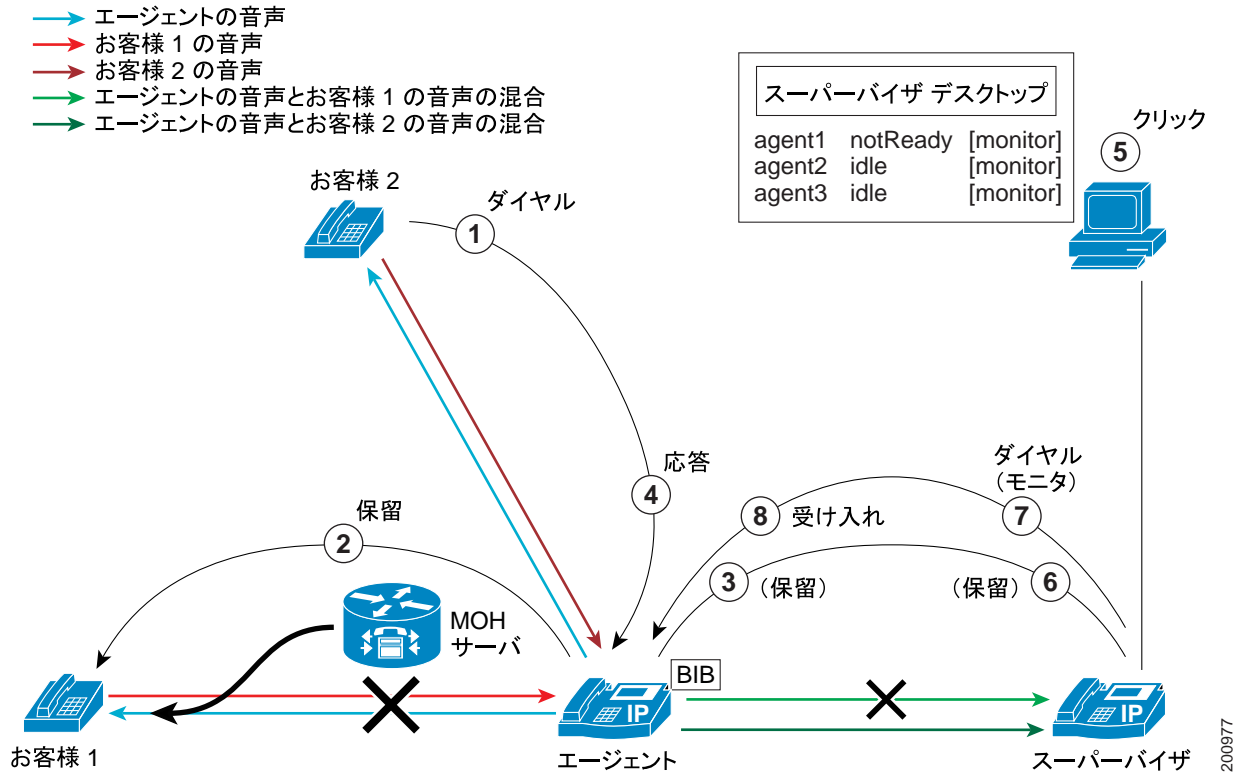 エージェントの音声
お客様 1 の音声
お客様 2 の音声
エージェントの音声とお客様 1 の音声の混合
エージェントの音声とお客様 2 の音声の混合
スーパーバイザ デスクトップ
agent1 notReady [monitor]
agent2 idle [monitor]
agent3 idle [monitor]
クリック
5
お客様 2
ダイヤル
1
応答
4
ダイヤル
（モニタ）
7
8 受け入れ
保留
2
3 （保留）
（保留） 6
MOH
サーバ
BIB
IP
IP
お客様 1
エージェント
スーパーバイザ
200977